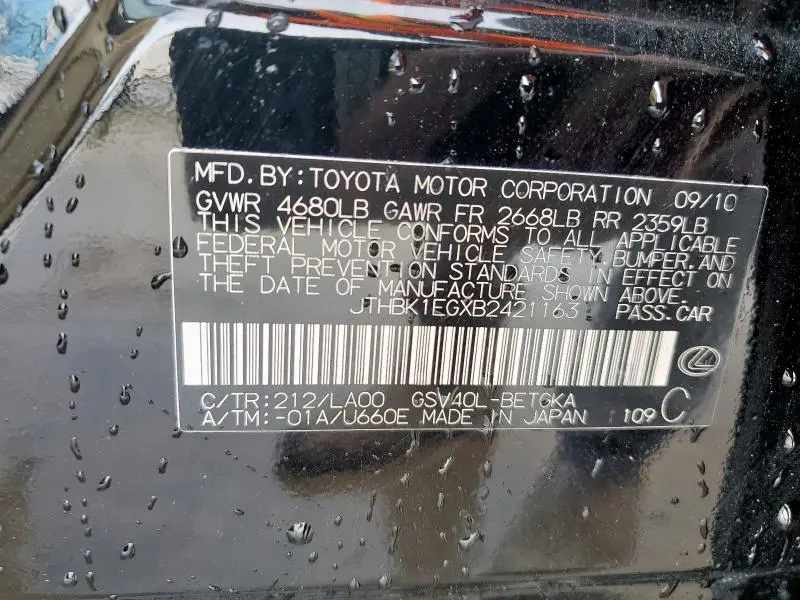 MFD. BY: TOYOTA MOTOR CORPORATION 09/10
GVWR 4680LB GAWR FR 2668LB RR 2359LB
THIS VEHICLE CONFORMS TO ALL APPLICABLE
FEDERAL MOTOR VEHICLE SAFETY, BUMPER, AND
THEFT PREVENTION STANDARDS IN EFFECT ON
THE DATE OF MANUFACTURE SHOWN ABOVE.
JTHBK1EGXB2421163 PASS.CAR
C/TR:212/LA00 GSV40L-BETGKA
A/TM:-01A/U660E MADE IN JAPAN 109 C